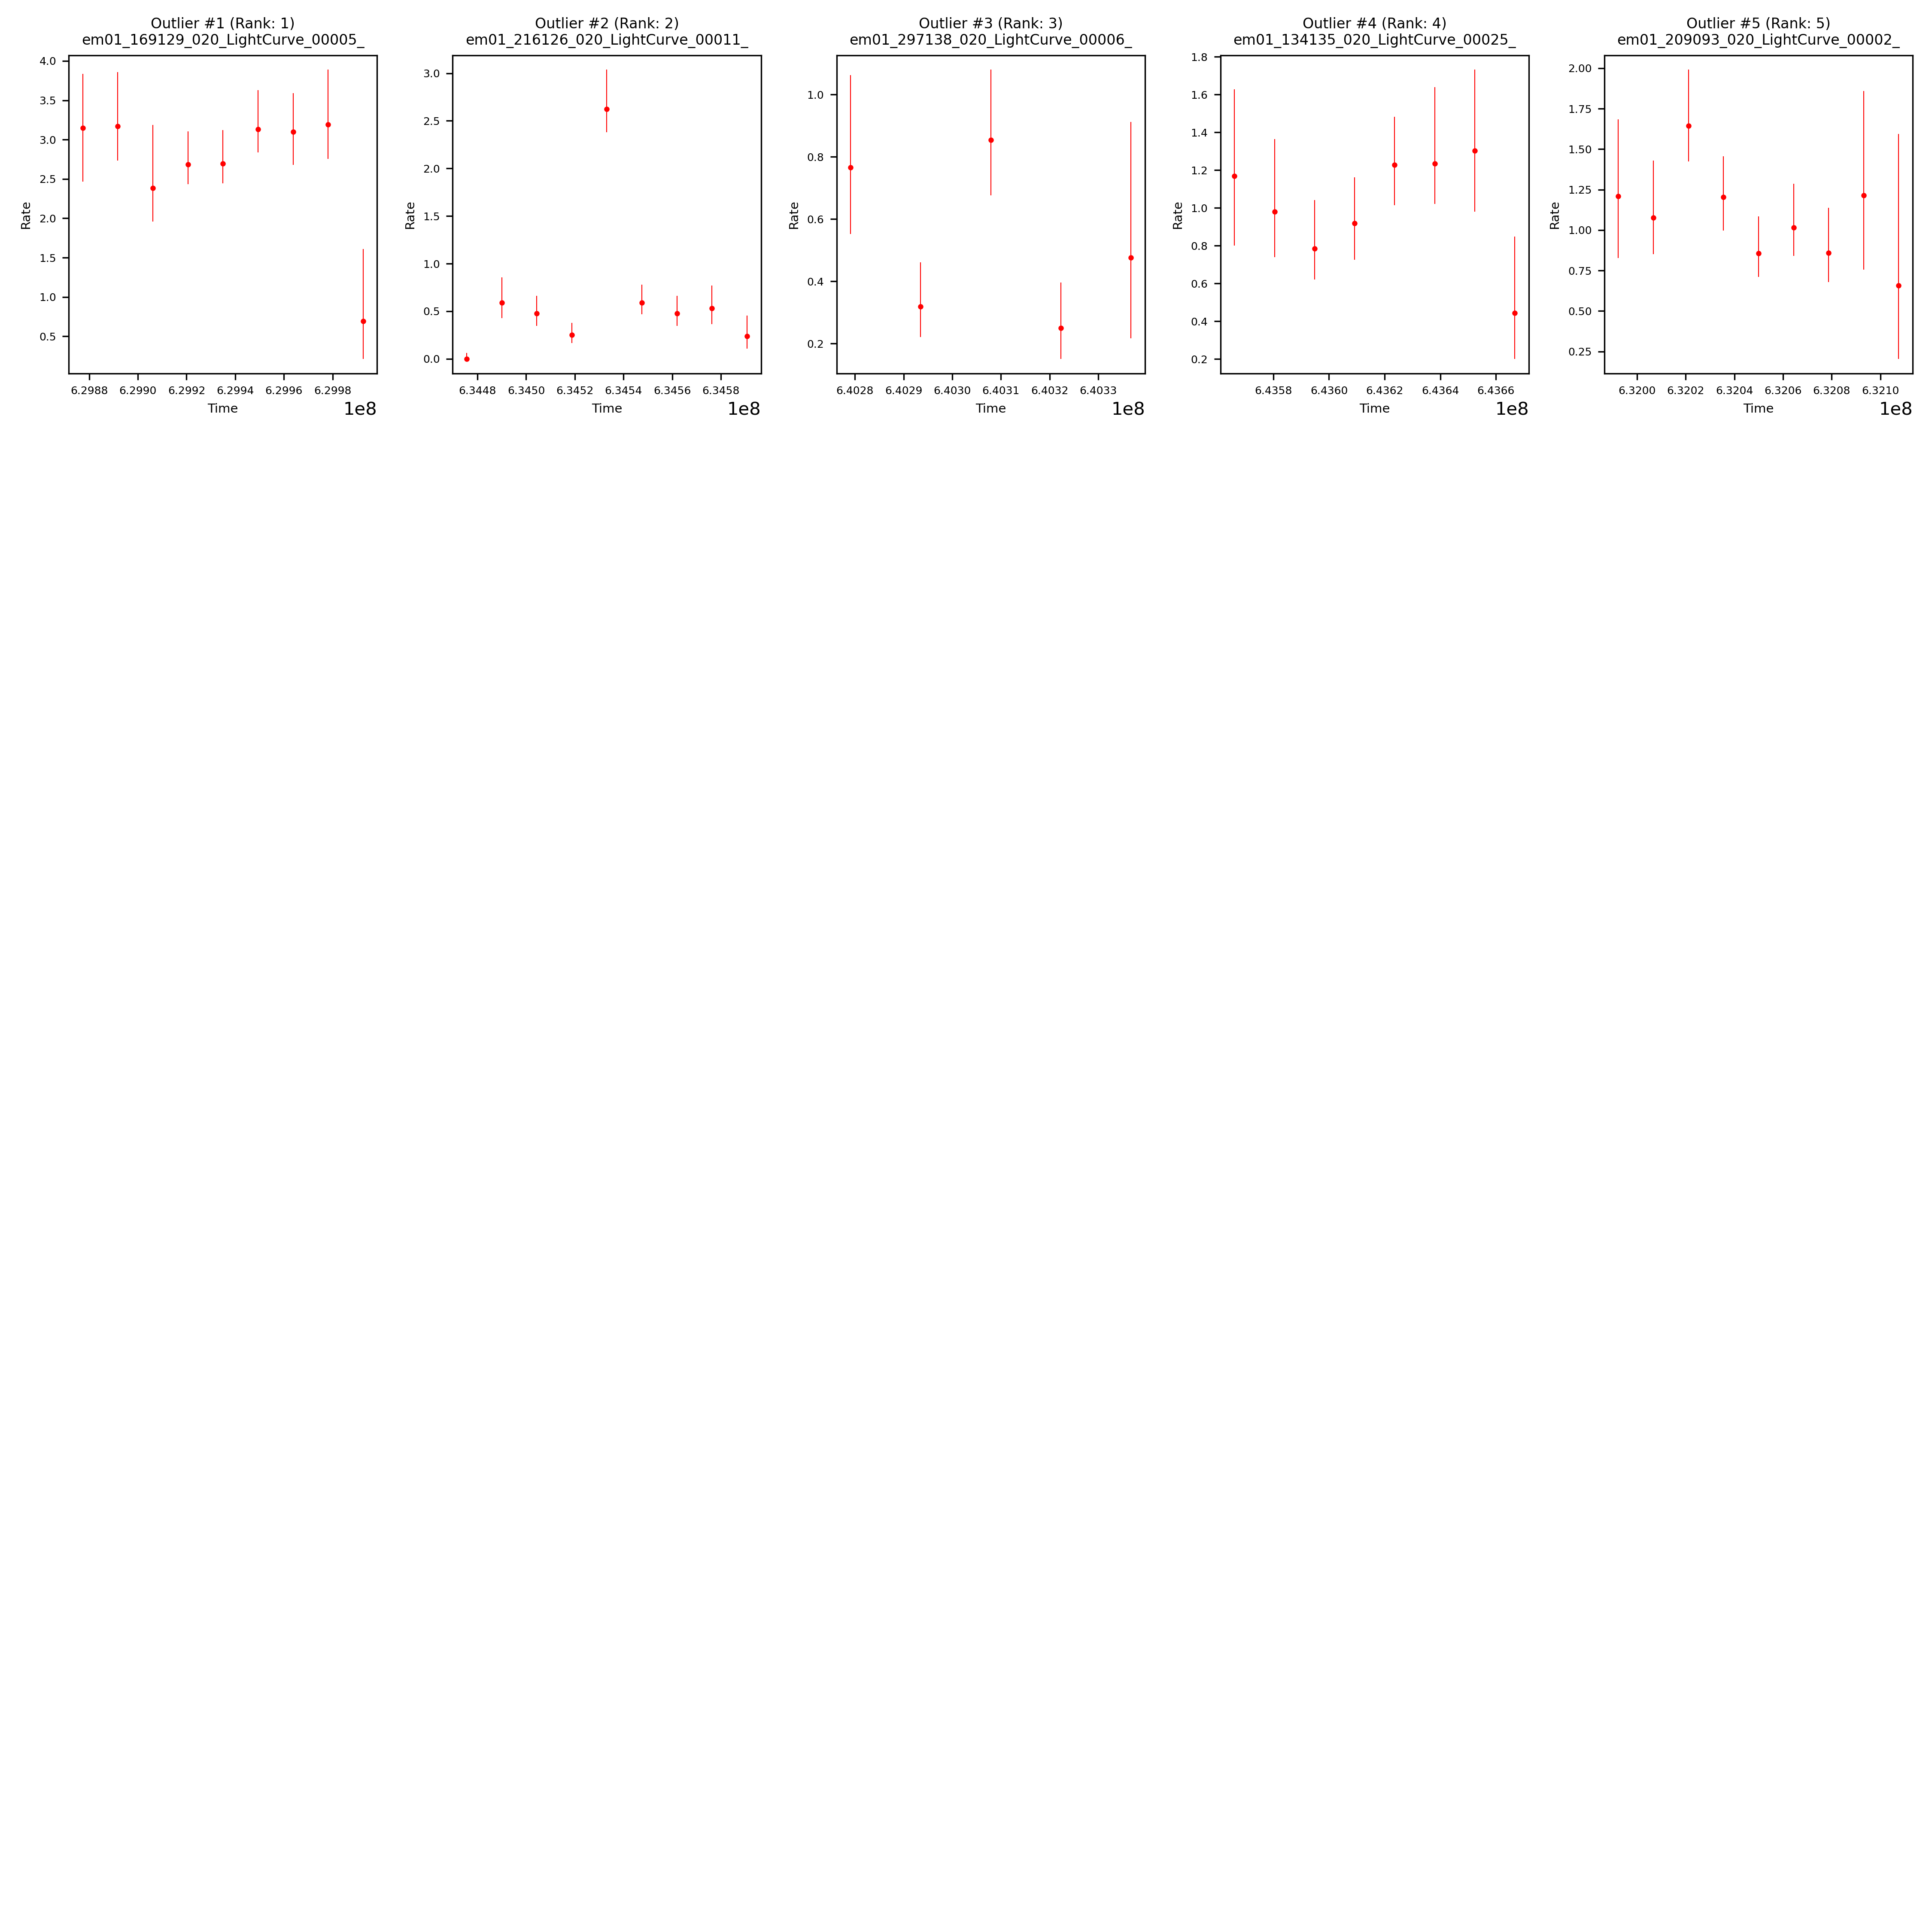 Outlier #1 (Rank: 1)
em01_169129_020_LightCurve_00005_
Rate
4.0
3.5
3.0
2.5
2.0
1.5
1.0
0.5
6.2988 6.2990 6.2992 6.2994 6.2996 6.2998
Time
1e8
Outlier #2 (Rank: 2)
em01_216126_020_LightCurve_00011_
Rate
3.0
2.5
2.0
1.5
1.0
0.5
0.0
6.3448 6.3450 6.3452 6.3454 6.3456 6.3458
Time
1e8
Outlier #3 (Rank: 3)
em01_297138_020_LightCurve_00006_
Rate
1.0
0.8
0.6
0.4
0.2
6.4028 6.4029 6.4030 6.4031 6.4032 6.4033
Time
1e8
Outlier #4 (Rank: 4)
em01_134135_020_LightCurve_00025_
Rate
1.8
1.6
1.4
1.2
1.0
0.8
0.6
0.4
0.2
6.4358 6.4360 6.4362 6.4364 6.4366
Time
1e8
Outlier #5 (Rank: 5)
em01_209093_020_LightCurve_00002_
Rate
2.00
1.75
1.50
1.25
1.00
0.75
0.50
0.25
6.3200 6.3202 6.3204 6.3206 6.3208 6.3210
Time
1e8